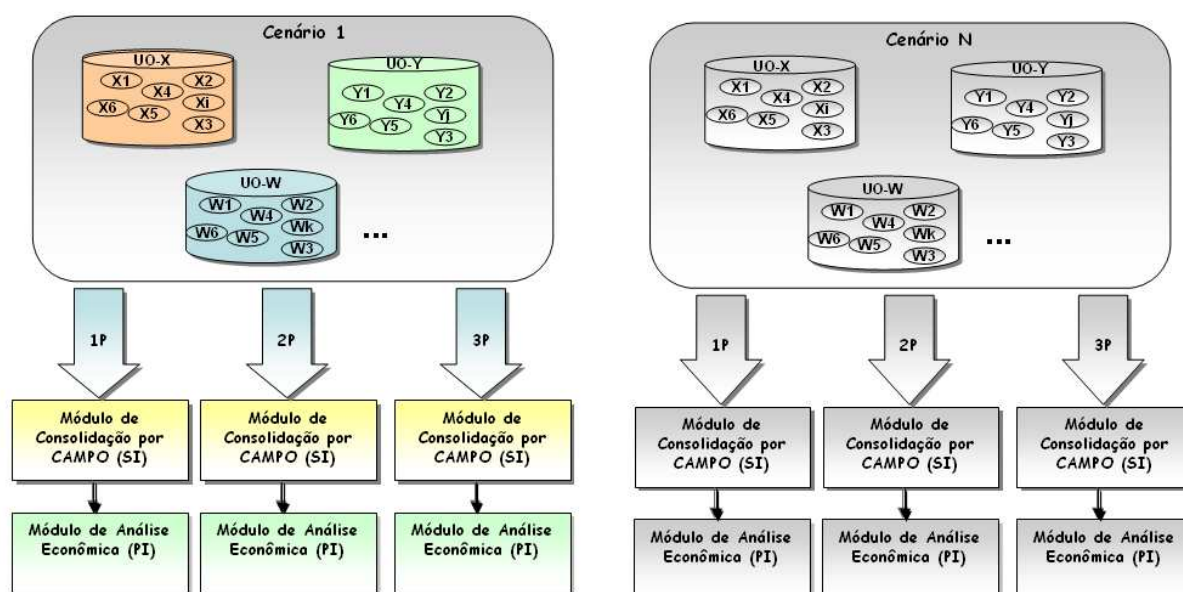 Cenário 1
UO-X
X1
X2
X4
Xi
X6
X5
X3
UO-Y
Y1
Y2
Y4
Yj
Y6
Y5
Y3
UO-W
W1
W2
W4
Wk
W6
W5
W3
...
1P
2P
3P
Módulo de
Consolidação por
CAMPO (SI)
Módulo de
Consolidação por
CAMPO (SI)
Módulo de
Consolidação por
CAMPO (SI)
Módulo de Análise
Econômica (PI)
Módulo de Análise
Econômica (PI)
Módulo de Análise
Econômica (PI)
Cenário N
UO-X
X1
X2
X4
Xi
X6
X5
X3
UO-Y
Y1
Y2
Y4
Yj
Y6
Y5
Y3
UO-W
W1
W2
W4
Wk
W6
W5
W3
...
1P
2P
3P
Módulo de
Consolidação por
CAMPO (SI)
Módulo de
Consolidação por
CAMPO (SI)
Módulo de
Consolidação por
CAMPO (SI)
Módulo de Análise
Econômica (PI)
Módulo de Análise
Econômica (PI)
Módulo de Análise
Econômica (PI)